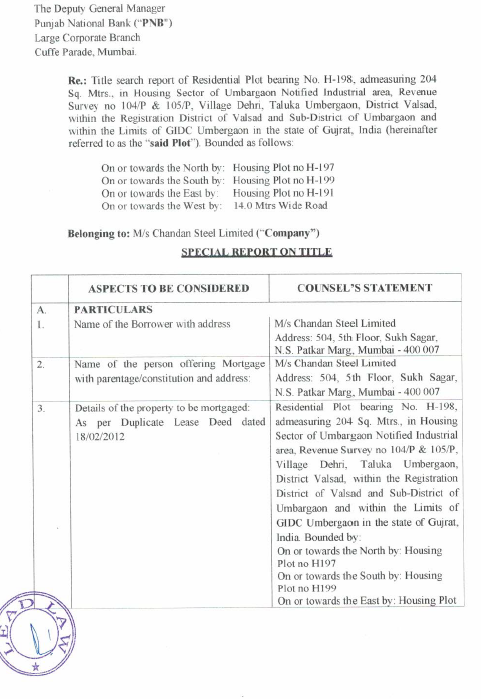 The Deputy General Manager
Punjab National Bank ("PNB")
Large Corporate Branch
Cuffe Parade, Mumbai.
Re.: Title search report of Residential Plot bearing No. H-198, admeasuring 204
Sq. Mtrs., in Housing Sector of Umbargaon Notified Industrial area, Revenue
Survey no 104/P & 105/P, Village Dehri, Taluka Umbergaon, District Valsad,
within the Registration District of Valsad and Sub-District of Umbargaon and
within the Limits of GIDC Umbergaon in the state of Gujrat, India (hereinafter
referred to as the "said Plot"). Bounded as follows:
On or towards the North by: Housing Plot no H-197
On or towards the South by: Housing Plot no H-199
On or towards the East by: Housing Plot no H-191
On or towards the West by: 14.0 Mtrs Wide Road
Belonging to: M/s Chandan Steel Limited ("Company")
SPECIAL REPORT ON TITLE
ASPECTS TO BE CONSIDERED COUNSEL'S STATEMENT
A. PARTICULARS
1. Name of the Borrower with address M/s Chandan Steel Limited
Address: 504, 5th Floor, Sukh Sagar,
N.S. Patkar Marg, Mumbai - 400 007
2. Name of the person offering Mortgage M/s Chandan Steel Limited
with parentage/constitution and address: Address: 504, 5th Floor, Sukh Sagar,
N.S. Patkar Marg, Mumbai - 400 007
3. Details of the property to be mortgaged: Residential Plot bearing No. H-198,
As per Duplicate Lease Deed dated admeasuring 204 Sq. Mtrs., in Housing
18/02/2012 Sector of Umbargaon Notified Industrial
area, Revenue Survey no 104/P & 105/P,
Village Dehri, Taluka Umbergaon,
District Valsad, within the Registration
District of Valsad and Sub-District of
Umbargaon and within the Limits of
GIDC Umbergaon in the state of Gujrat,
India. Bounded by:
On or towards the North by: Housing
Plot no H197
On or towards the South by: Housing
Plot no H199
On or towards the East by: Housing Plot
LEAD LAW